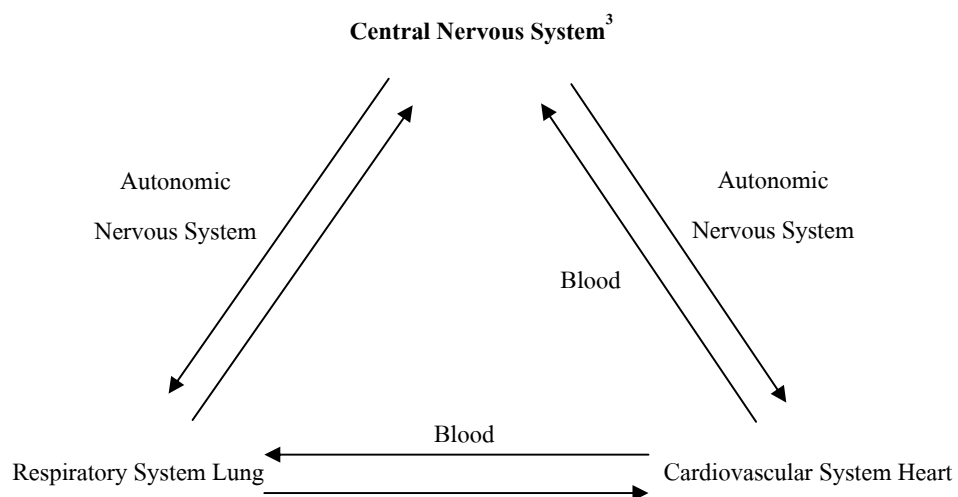 Central Nervous System³
Autonomic
Nervous System
Autonomic
Nervous System
Blood
Blood
Respiratory System Lung
Cardiovascular System Heart